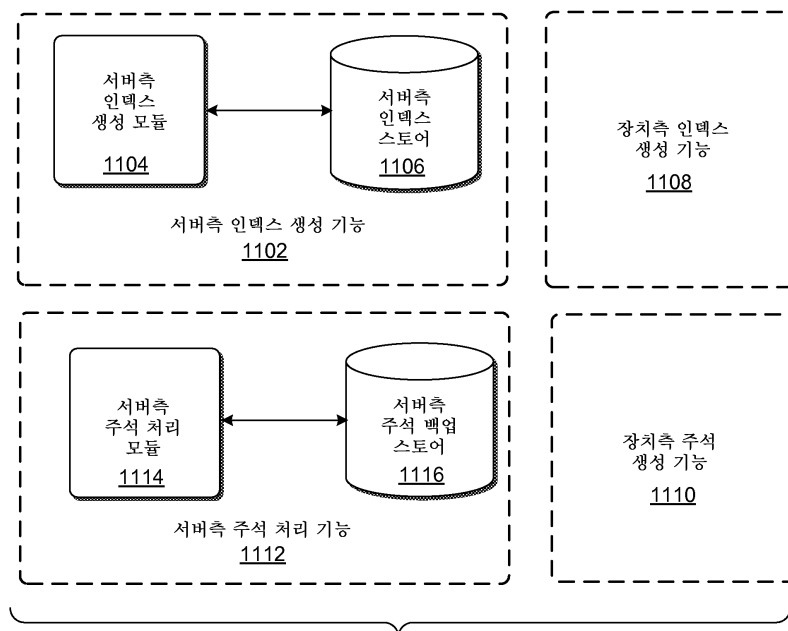 서버측
인덱스
생성 모듈
1104
서버측
인덱스
스토어
1106
서버측 인덱스 생성 기능
1102
장치측 인덱스
생성 기능
1108
서버측
주석 처리
모듈
1114
서버측
주석 백업
스토어
1116
서버측 주석 처리 기능
1112
장치측 주석
생성 기능
1110